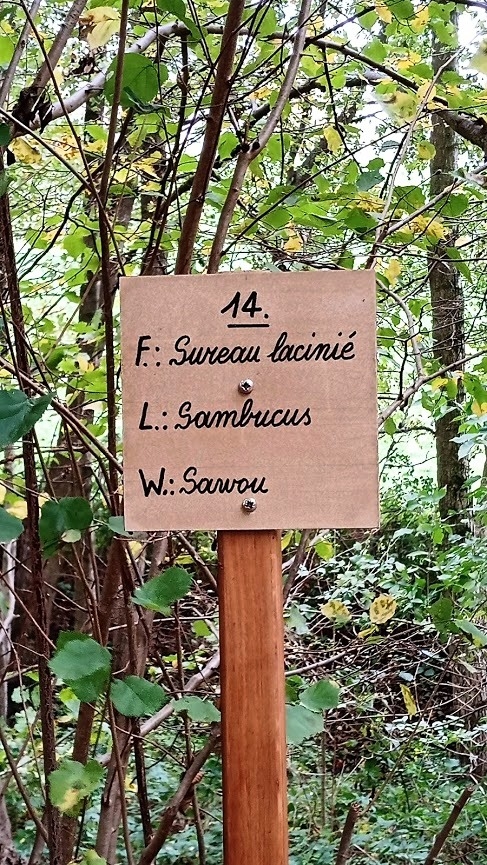 14.
F.: Sureau lacinié
L.: Sambucus
W.: Sawou